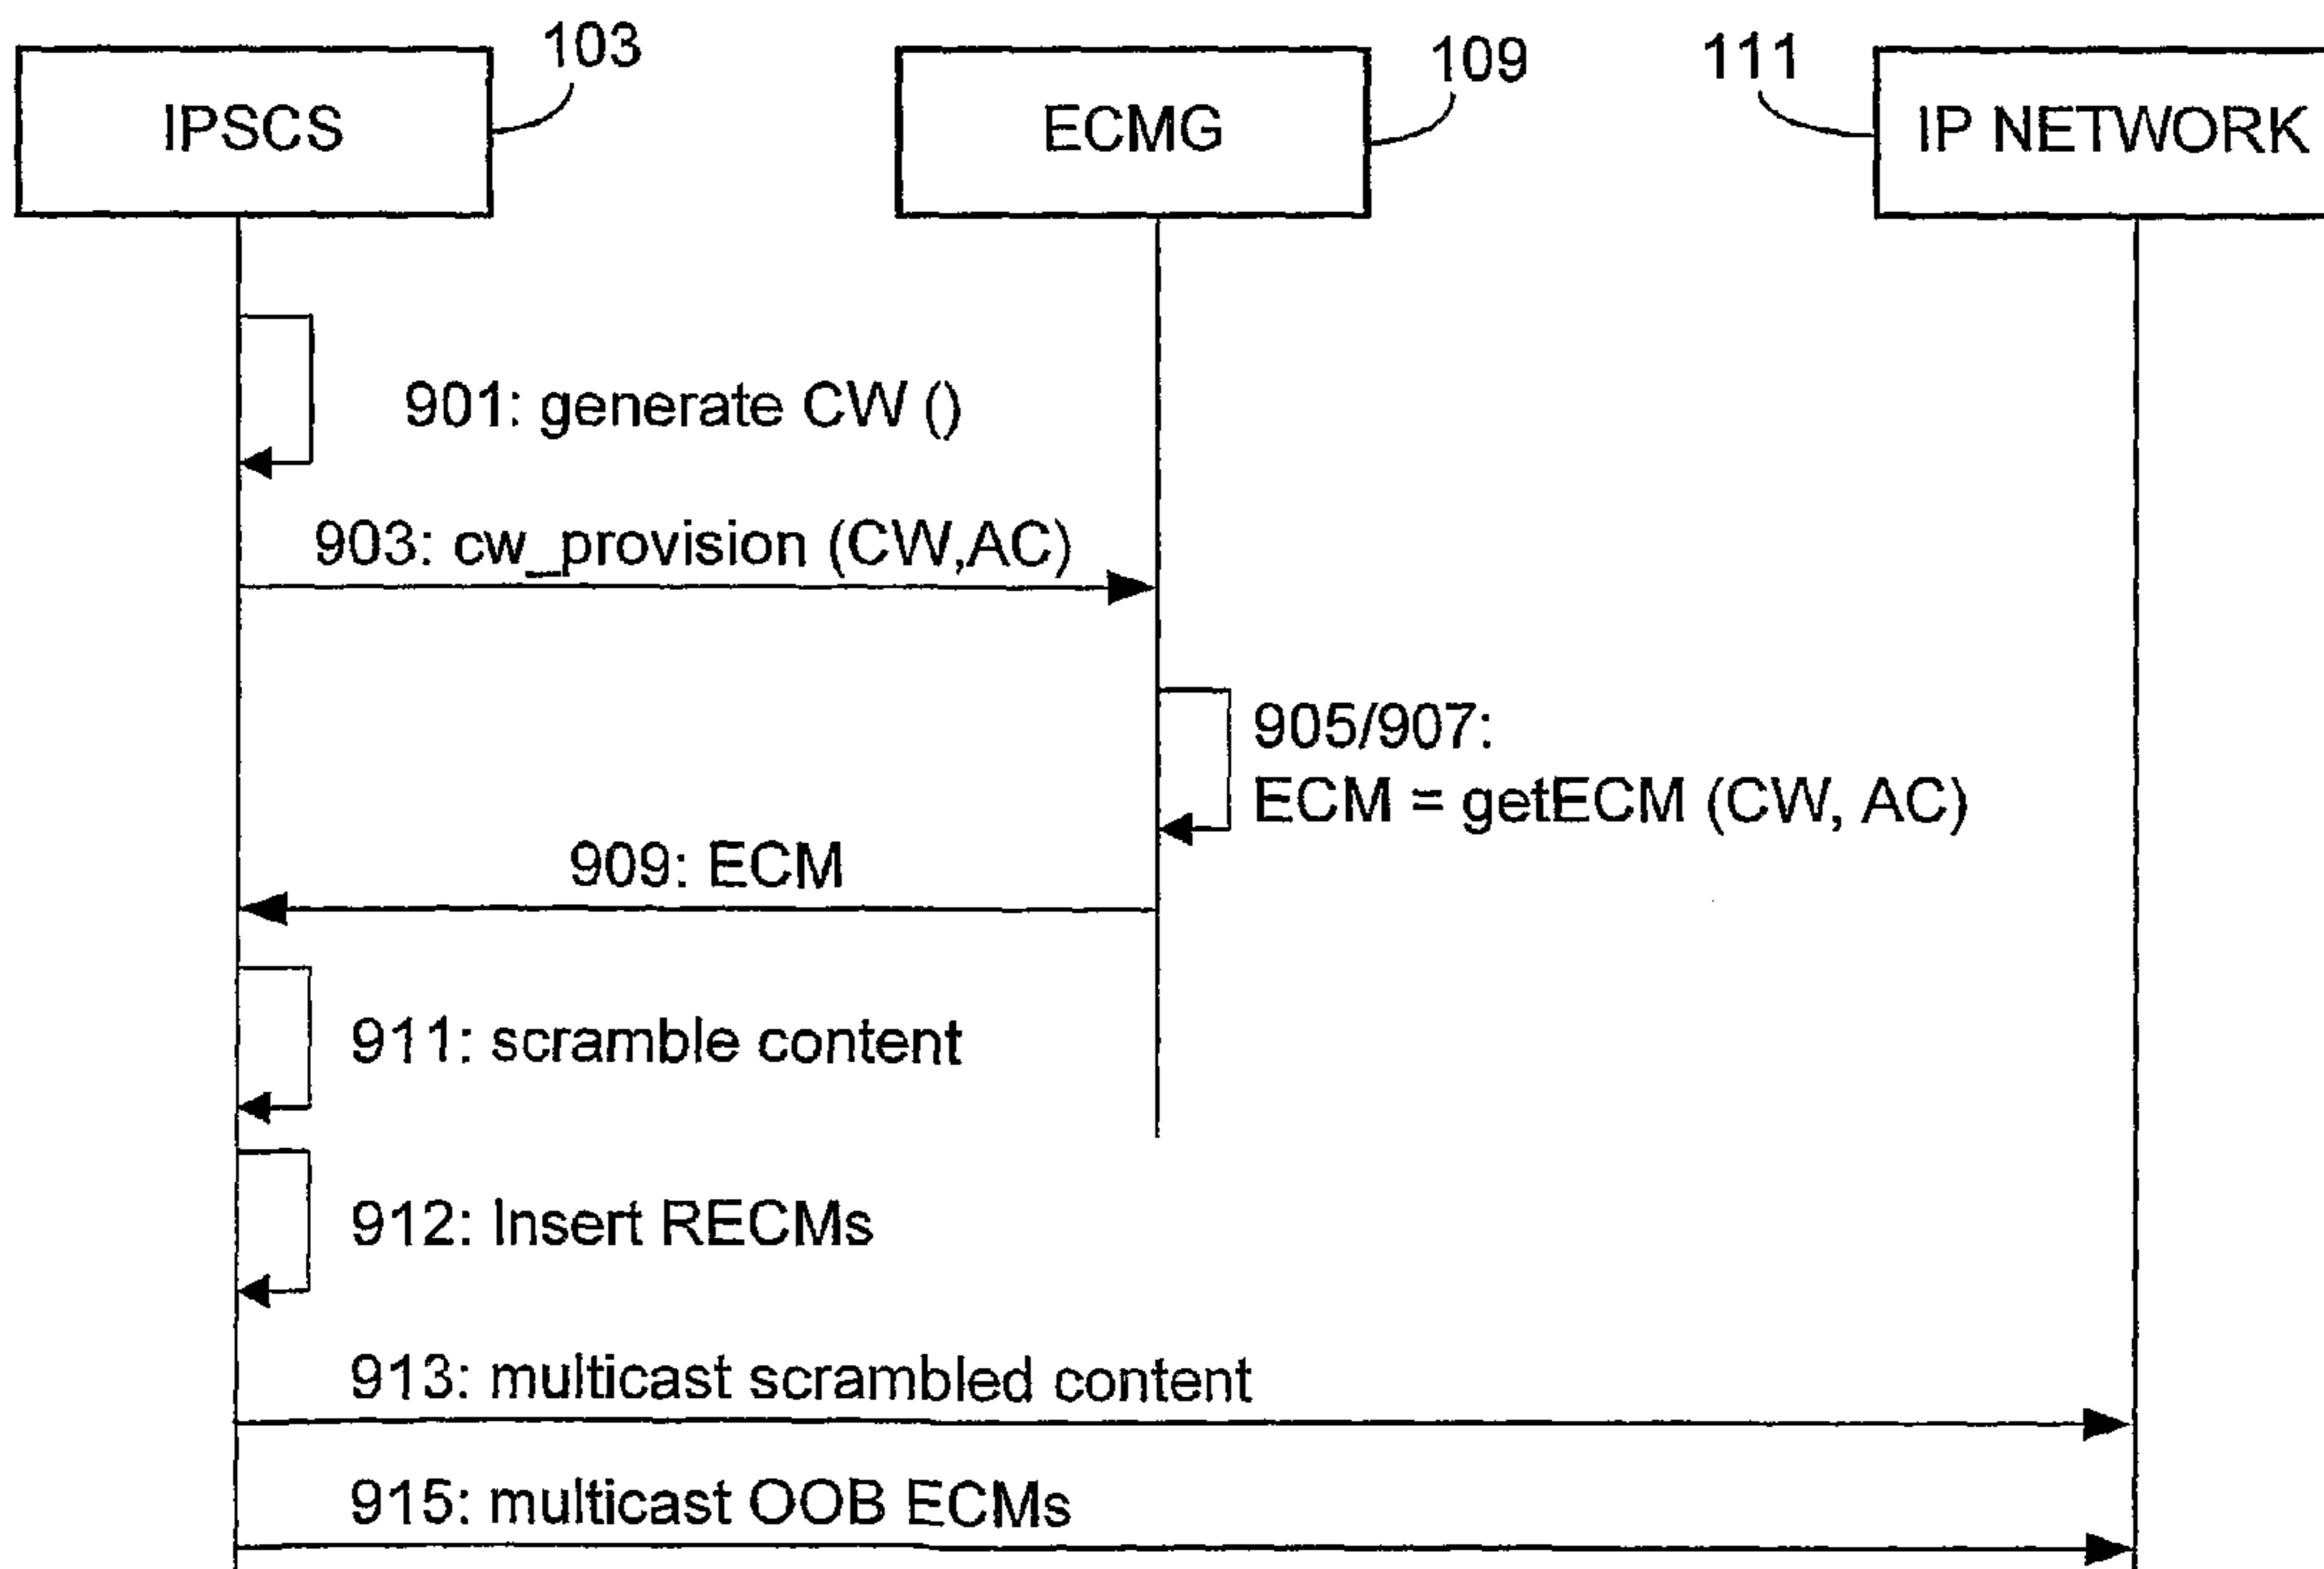 103
109
111
IPSCS
ECMG
IP NETWORK
901: generate CW ()
903: cw_provision (CW,AC)
905/907:
ECM = getECM (CW, AC)
909: ECM
911: scramble content
912: Insert RECMs
913: multicast scrambled content
915: multicast OOB ECMs